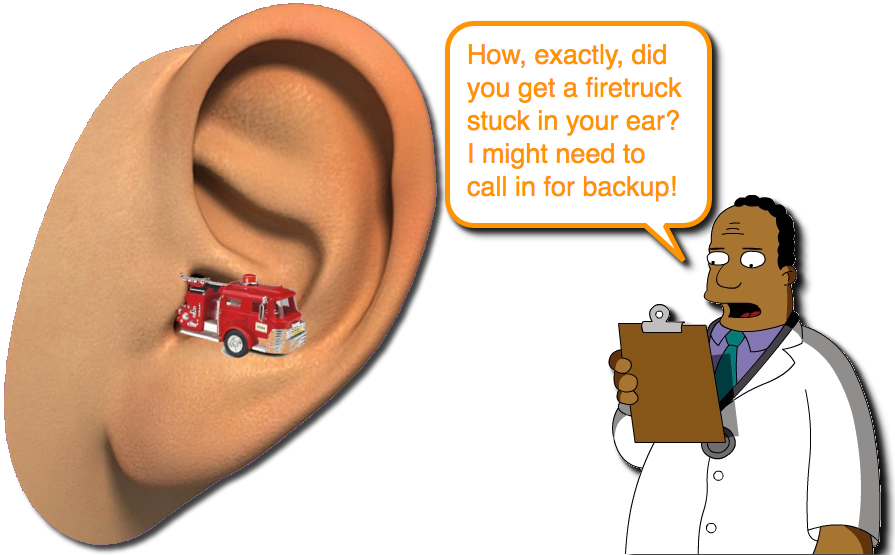 How, exactly, did
you get a firetruck
stuck in your ear?
I might need to
call in for backup!